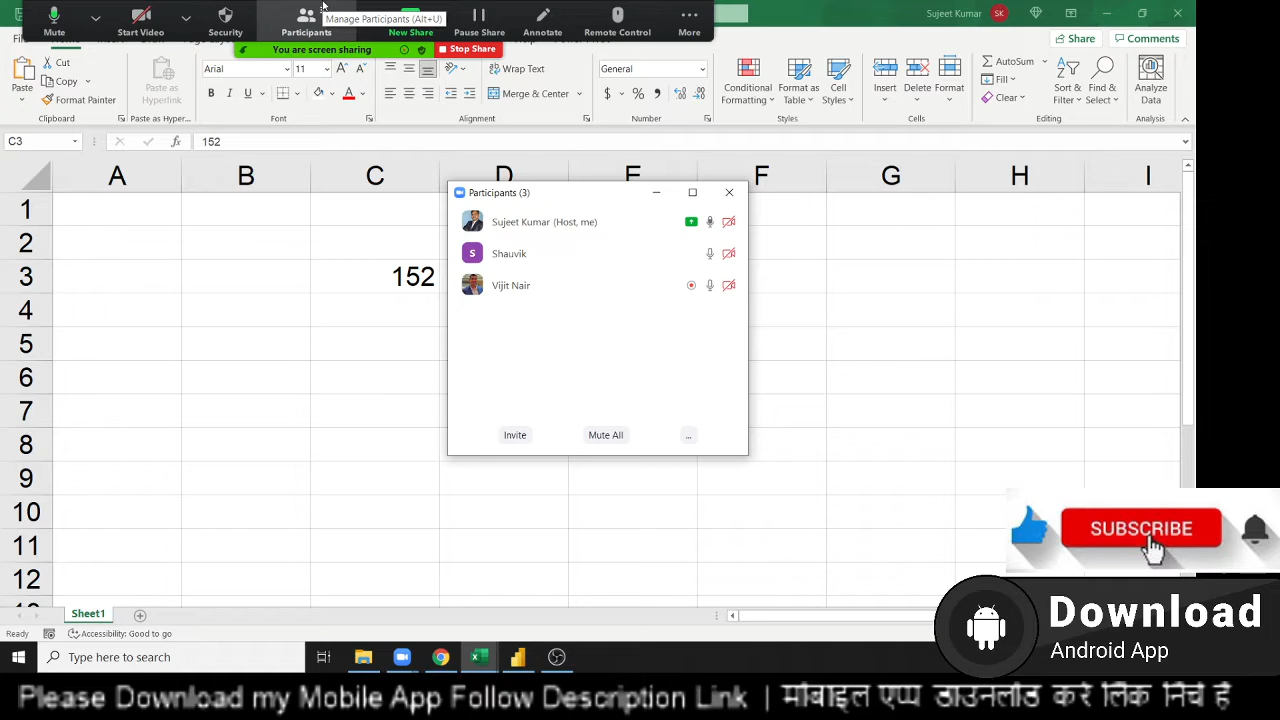 Manage Participants (Alt+U)
Sujeet Kumar
SK
Mute
Start Video
Security
Participants
New Share
Pause Share
Annotate
Remote Control
More
You are screen sharing
Stop Share
Share
Comments
Paste
Cut
Copy
Format Painter
Paste as
Hyperlink
Arial
11
B I U
Wrap Text
Merge & Center
General
$ % ,
Conditional
Formatting
Format as
Table
Cell
Styles
Insert
Delete
Format
AutoSum
Fill
Clear
Sort &
Filter
Find &
Select
Analyze
Data
Clipboard
Paste as Hyper...
Font
Alignment
Number
Styles
Cells
Editing
Analysis
C3
fx
152
A B C D E F G H I
1
2
3
152
4
5
6
7
8
9
10
11
12
Participants (3)
Sujeet Kumar (Host, me)
S
Shauvik
Vijit Nair
Invite
Mute All
...
SUBSCRIBE
Download
Android App
Sheet1
Ready
Accessibility: Good to go
Type here to search
Please Download my Mobile App Follow Description Link | मोबाइल एप्प डाउनलोड करे लिंक निचे है